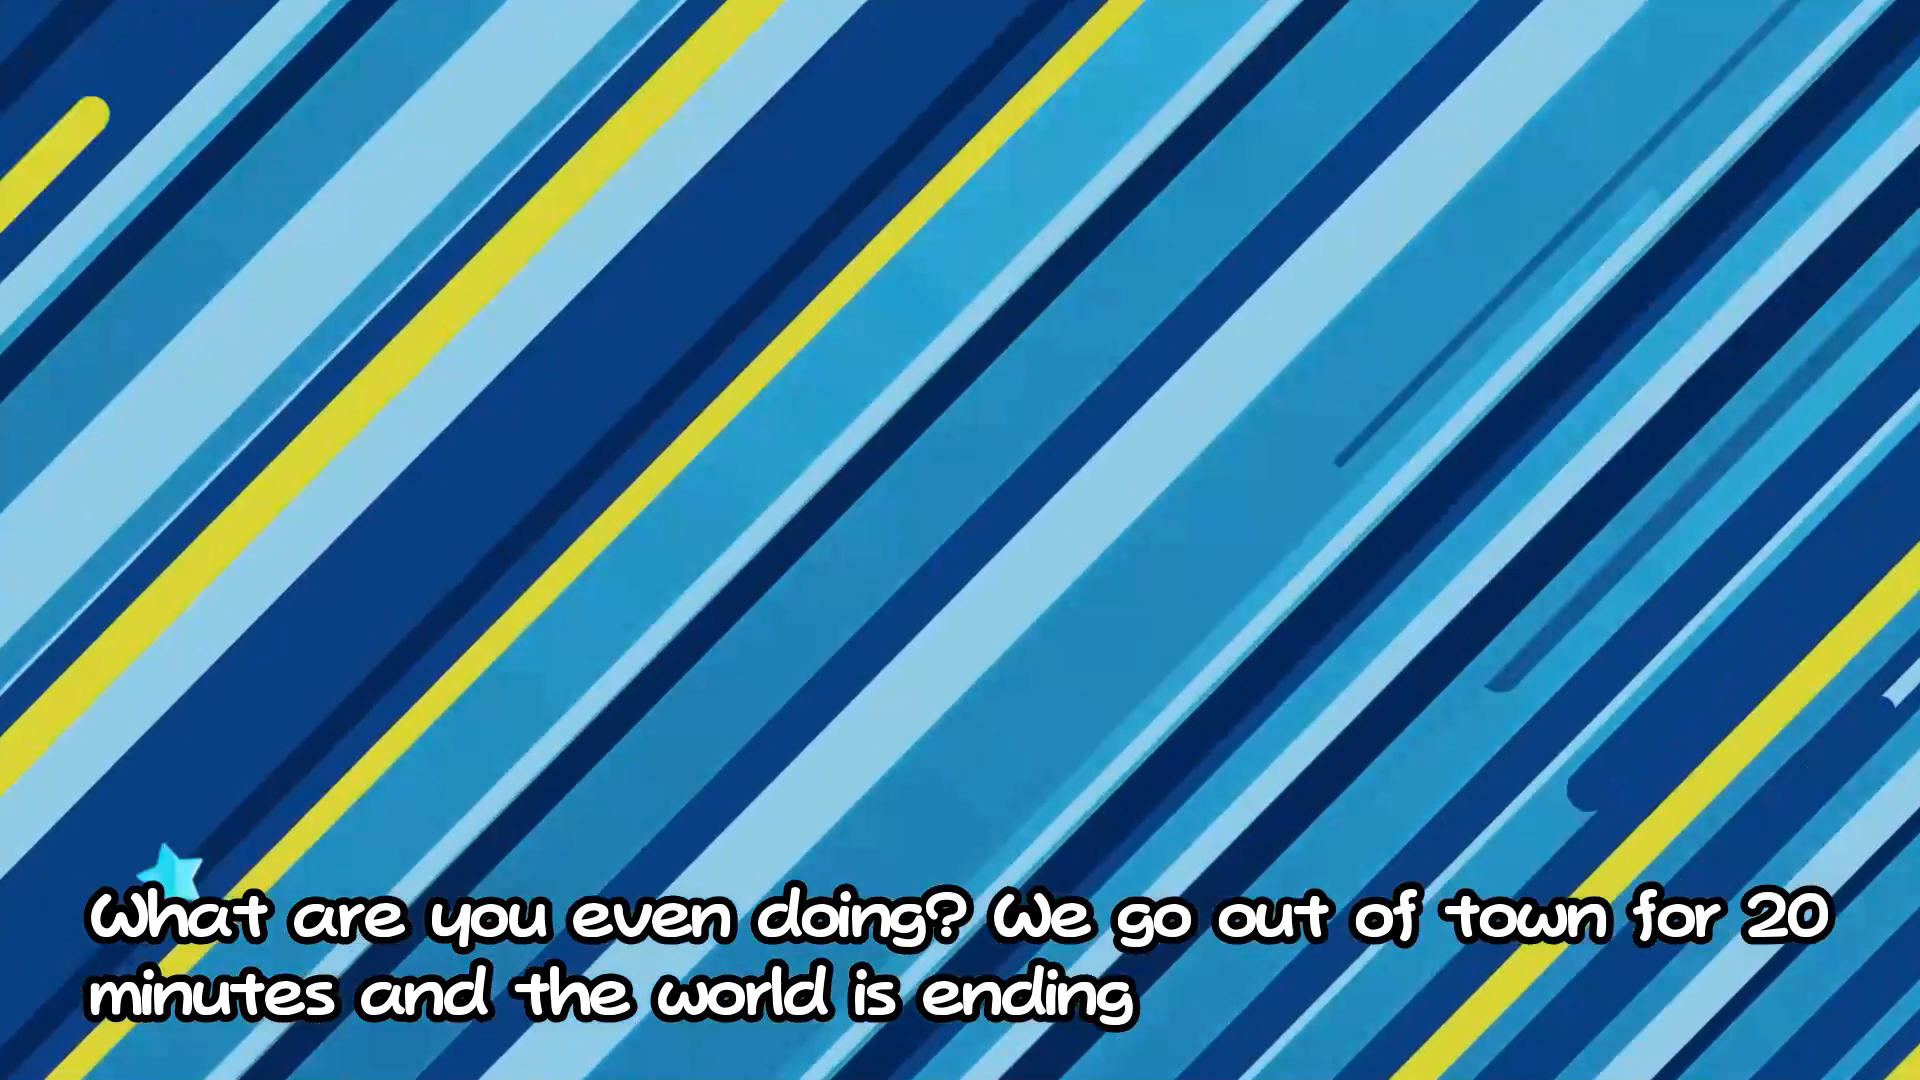 What are you even doing? We go out of town for 20
minutes and the world is ending